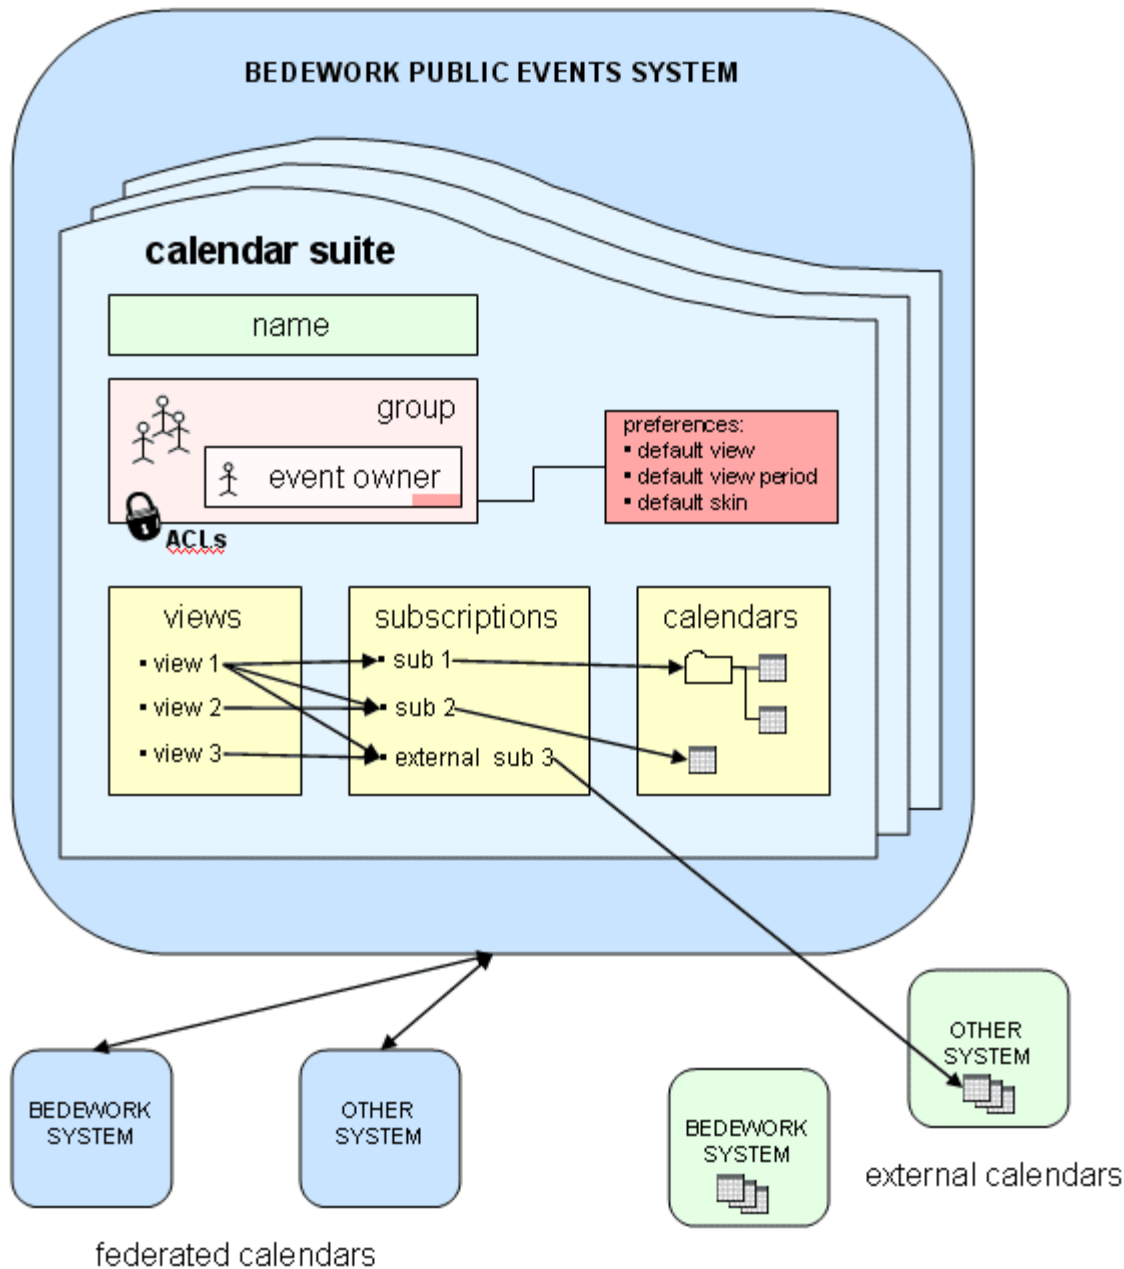 BEDEWORK PUBLIC EVENTS SYSTEM
calendar suite
name
group
event owner
ACLs
preferences:
▪ default view
▪ default view period
▪ default skin
views
▪ view 1
▪ view 2
▪ view 3
subscriptions
▪ sub 1
▪ sub 2
▪ external sub 3
calendars
BEDEWORK
SYSTEM
OTHER
SYSTEM
federated calendars
BEDEWORK
SYSTEM
OTHER
SYSTEM
external calendars